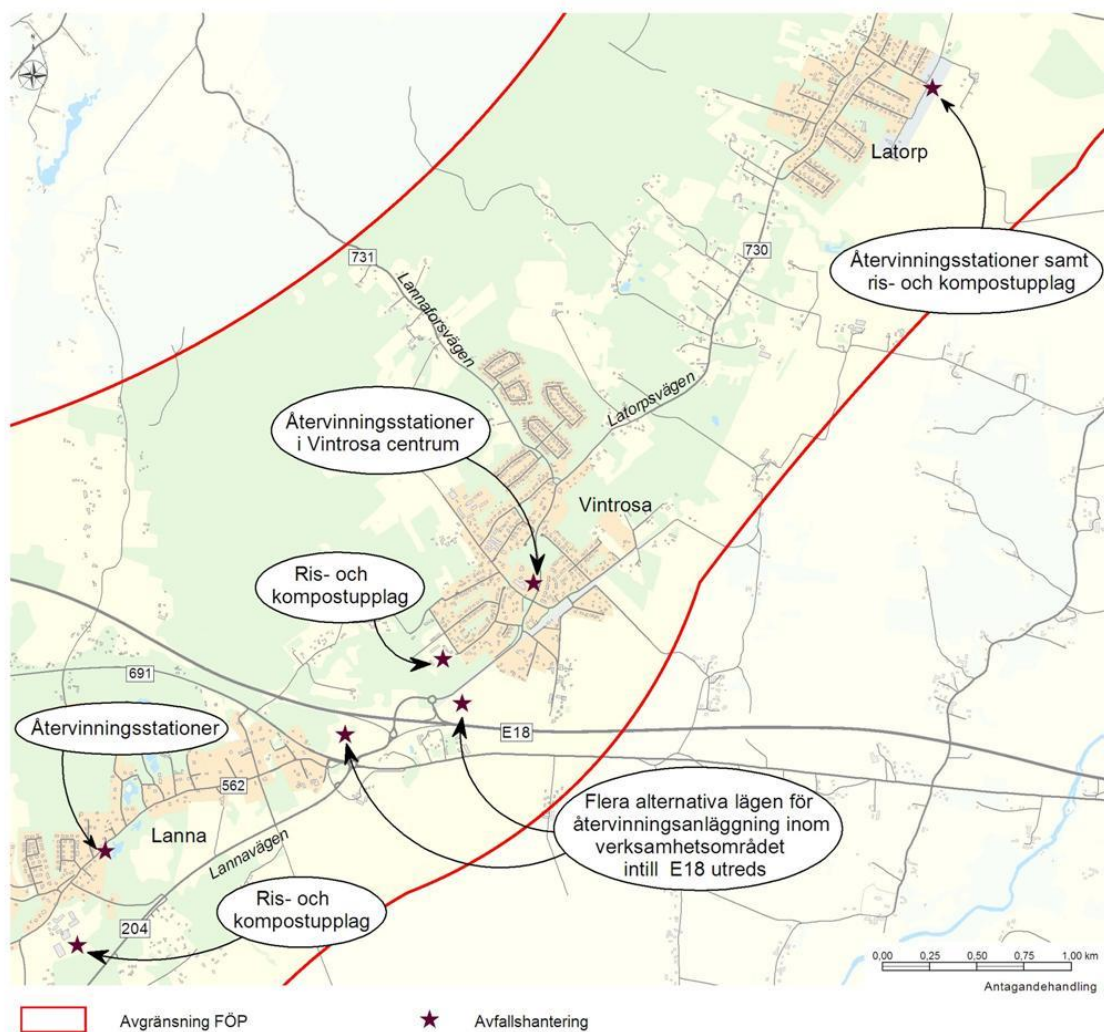 Latorp
Återvinningsstationer samt
ris- och kompostupplag
730
731
Lannaforsvägen
Latorpsvägen
Återvinningsstationer
i Vintrosa centrum
Vintrosa
Ris- och
kompostupplag
691
Återvinningsstationer
E18
562
Lanna
Lannavägen
Flera alternativa lägen för
återvinningsanläggning inom
verksamhetsområdet
intill E18 utreds
Ris- och
kompostupplag
204
0,00 0,25 0,50 0,75 1,00 km
Antagandehandling
Avgränsning FÖP
Avfallshantering